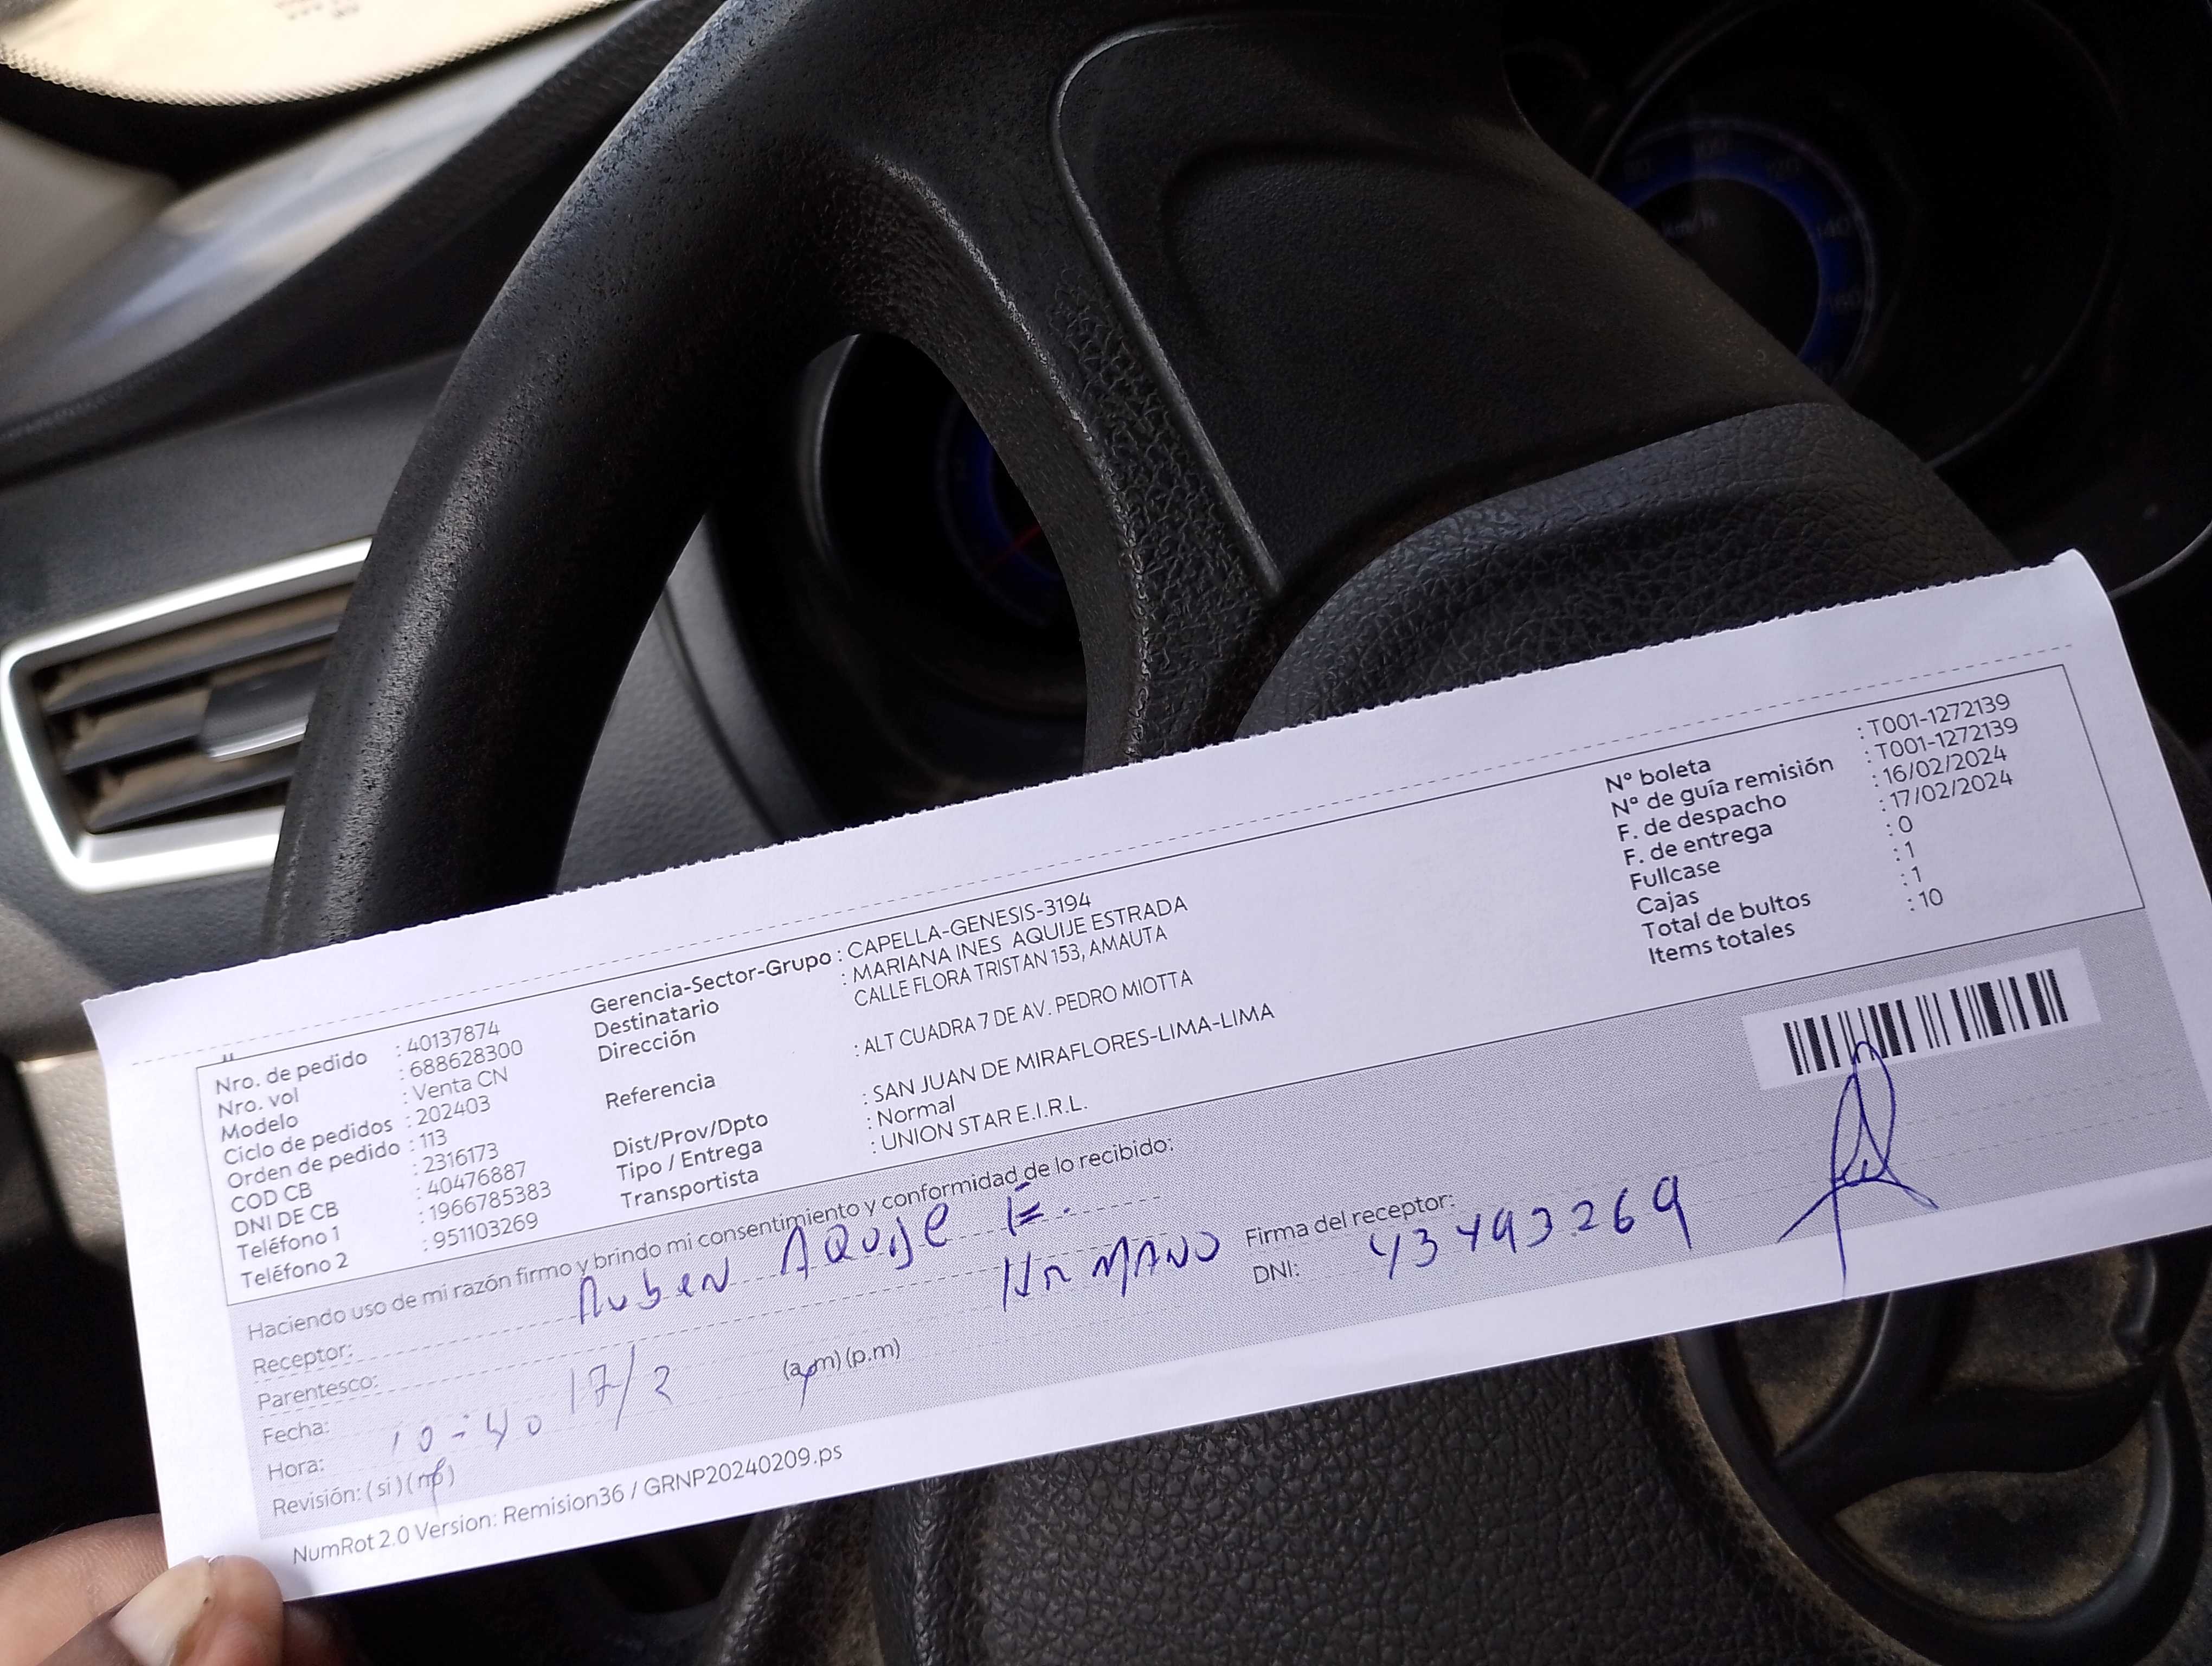 Nro. de pedido : 40137874
Nro. vol : 688628300
Modelo : Venta CN
Ciclo de pedidos : 202403
Orden de pedido : 113
COD CB : 2316173
DNI DE CB : 40476887
Teléfono 1 : 1966785383
Teléfono 2 : 951103269
Gerencia-Sector-Grupo : CAPELLA-GENESIS-3194
Destinatario : MARIANA INES AQUIJE ESTRADA
Dirección CALLE FLORA TRISTAN 153, AMAUTA
Referencia : ALT CUADRA 7 DE AV. PEDRO MIOTTA
Dist/Prov/Dpto : SAN JUAN DE MIRAFLORES-LIMA-LIMA
Tipo / Entrega : Normal
Transportista : UNION STAR E.I.R.L.
N° boleta : T001-1272139
N° de guía remisión : T001-1272139
F. de despacho : 16/02/2024
F. de entrega : 17/02/2024
Fullcase : 0
Cajas : 1
Total de bultos : 1
Items totales : 10
Haciendo uso de mi razón firmo y brindo mi consentimiento y conformidad de lo recibido:
Receptor: Ruben AQUIJE E.
Parentesco: HRMANO
Firma del receptor:
DNI: 43493269
Fecha: 17/2
Hora: 10:40 (a.m) (p.m)
Revisión: (si) (no)
NumRot 2.0 Version: Remision36 / GRNP20240209.ps
km/h